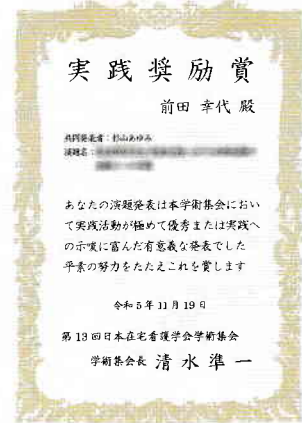 実践奨励賞
前田 幸代 殿
共同発表者：杉山あゆみ
演題名：
あなたの演題発表は本学術集会におい
て実践活動が極めて優秀または実践へ
の示唆に富んだ有意義な発表でした
平素の努力をたたえこれを賞します
令和5年11月19日
第13回日本在宅看護学会学術集会
学術集会長 清水準一